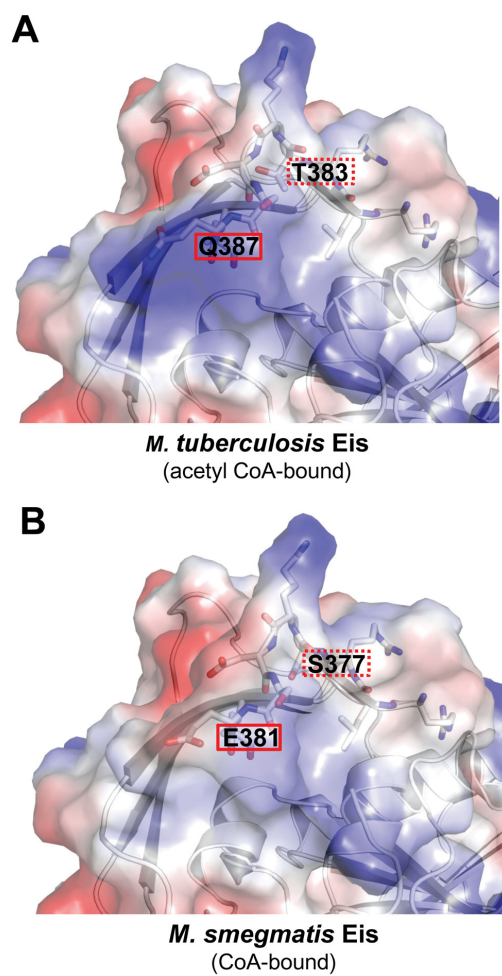 A
T383
Q387
M. tuberculosis Eis
(acetyl CoA-bound)
B
S377
E381
M. smegmatis Eis
(CoA-bound)